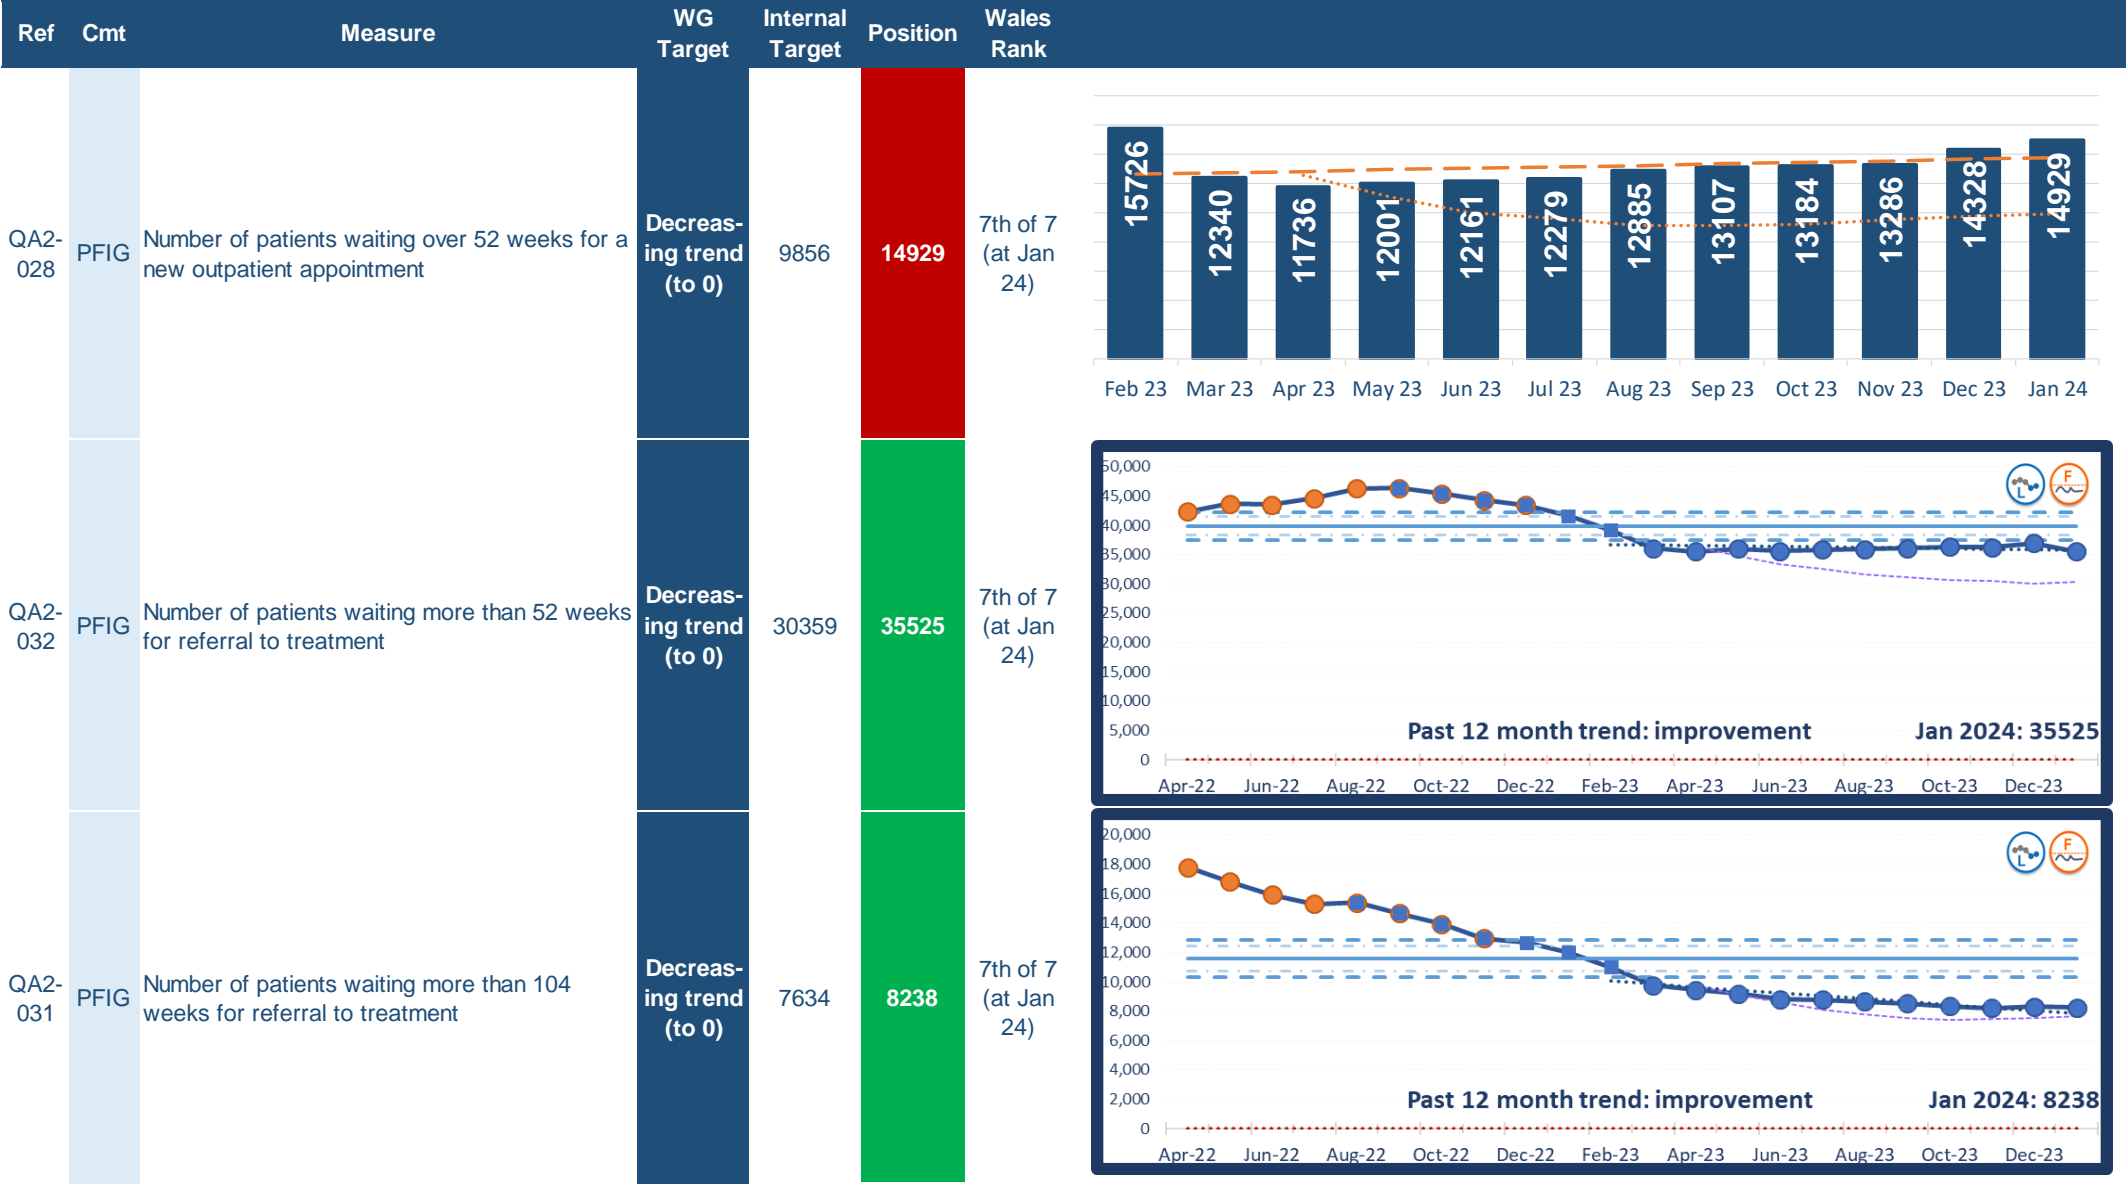 Ref Cmt Measure WG Target Internal Target Position Wales Rank
QA2-
028
PFIG
Number of patients waiting over 52 weeks for a
new outpatient appointment
Decreas-
ing trend
(to 0)
9856
14929
7th of 7
(at Jan
24)
15726 12340 11736 12001 12161 12279 12885 13107 13184 13286 14328 14929
Feb 23 Mar 23 Apr 23 May 23 Jun 23 Jul 23 Aug 23 Sep 23 Oct 23 Nov 23 Dec 23 Jan 24
QA2-
032
PFIG
Number of patients waiting more than 52 weeks
for referral to treatment
Decreas-
ing trend
(to 0)
30359
35525
7th of 7
(at Jan
24)
50,000
45,000
40,000
35,000
30,000
25,000
20,000
15,000
10,000
5,000
0
L F
Past 12 month trend: improvement Jan 2024: 35525
Apr-22 Jun-22 Aug-22 Oct-22 Dec-22 Feb-23 Apr-23 Jun-23 Aug-23 Oct-23 Dec-23
QA2-
031
PFIG
Number of patients waiting more than 104
weeks for referral to treatment
Decreas-
ing trend
(to 0)
7634
8238
7th of 7
(at Jan
24)
20,000
18,000
16,000
14,000
12,000
10,000
8,000
6,000
4,000
2,000
0
L F
Past 12 month trend: improvement Jan 2024: 8238
Apr-22 Jun-22 Aug-22 Oct-22 Dec-22 Feb-23 Apr-23 Jun-23 Aug-23 Oct-23 Dec-23